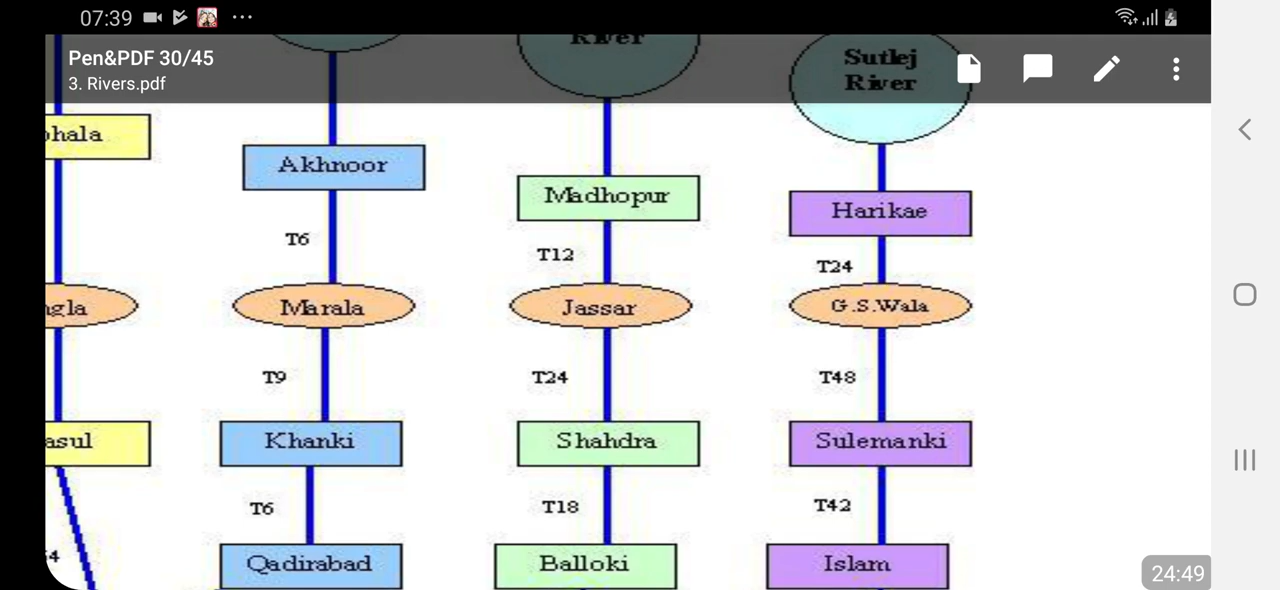 07:39
Pen&PDF 30/45
3. Rivers.pdf
River
Sutlej
River
Akhnoor
Madhopur
Harikae
T6
T12
T24
Marala
Jassar
G.S.Wala
T9
T24
T48
Khanki
Shahdra
Sulemanki
T6
T18
T42
Qadirabad
Balloki
Islam
24:49